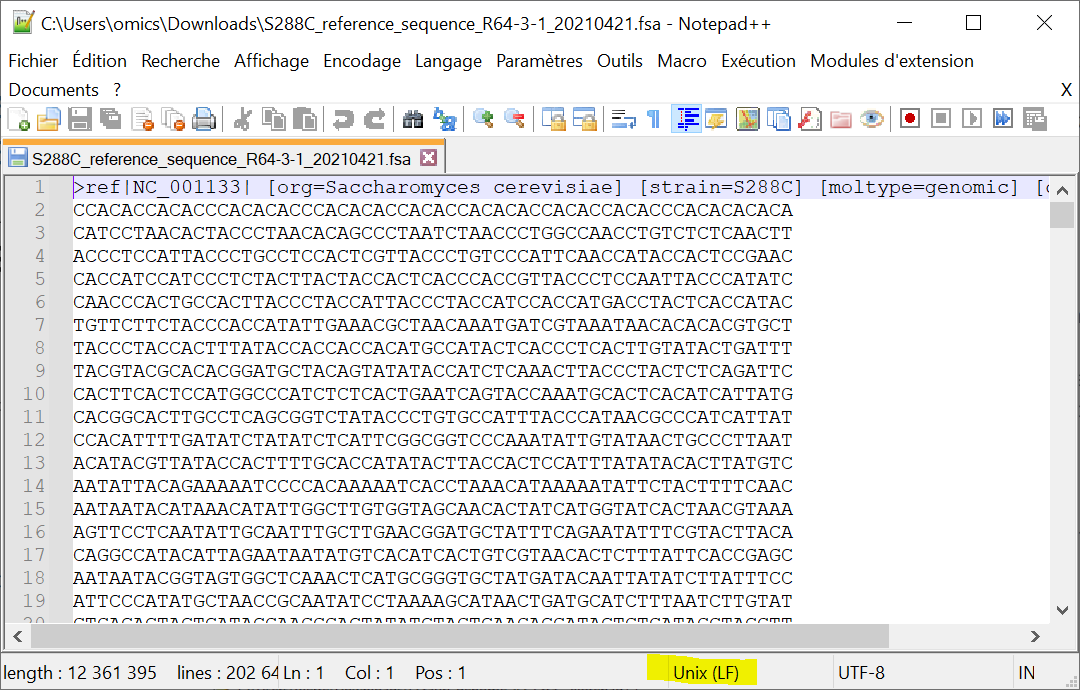 C:\Users\omics\Downloads\S288C_reference_sequence_R64-3-1_20210421.fsa - Notepad++
Fichier Édition Recherche Affichage Encodage Langage Paramètres Outils Macro Exécution Modules d'extension
Documents ? X
S288C_reference_sequence_R64-3-1_20210421.fsa
1 >ref|NC_001133| [org=Saccharomyces cerevisiae] [strain=S288C] [moltype=genomic] [
2 CCACACCACACCCACACACCCACACACCACACCACACACCACACCACACCCACACACACA
3 CATCCTAACACTACCCTAACACAGCCCTAATCTAACCCTGGCCAACCTGTCTCTCAACTT
4 ACCCTCCATTACCCTGCCTCCACTCGTTACCCTGTCCCATTCAACCATACCACTCCGAAC
5 CACCATCCATCCCTCTACTTACTACCACTCACCCACCGTTACCCTCCAATTACCCATATC
6 CAACCCACTGCCACTTACCCTACCATTACCCTACCATCCACCATGACCTACTCACCATAC
7 TGTTCTTCTACCCACCATATTGAAACGCTAACAAATGATCGTAAATAACACACACGTGCT
8 TACCCTACCACTTTATACCACCACCACATGCCATACTCACCCTCACTTGTATACTGATTT
9 TACGTACGCACACGGATGCTACAGTATATACCATCTCAAACTTACCCTACTCTCAGATTC
10 CACTTCACTCCATGGCCCATCTCTCACTGAATCAGTACCAAATGCACTCACATCATTATG
11 CACGGCACTTGCCTCAGCGGTCTATACCCTGTGCCATTTACCCATAACGCCCATCATTAT
12 CCACATTTTGATATCTATATCTCATTCGGCGGTCCCAAATATTGTATAACTGCCCTTAAT
13 ACATACGTTATACCACTTTTGCACCATATACTTACCACTCCATTTATATACACTTATGTC
14 AATATTACAGAAAAATCCCCACAAAAATCACCTAAACATAAAAATATTCTACTTTTCAAC
15 AATAATACATAAACATATTGGCTTGTGGTAGCAACACTATCATGGTATCACTAACGTAAA
16 AGTTCCTCAATATTGCAATTTGCTTGAACGGATGCTATTTCAGAATATTTCGTACTTACA
17 CAGGCCATACATTAGAATAATATGTCACATCACTGTCGTAACACTCTTTATTCACCGAGC
18 AATAATACGGTAGTGGCTCAAACTCATGCGGGTGCTATGATACAATTATATCTTATTTCC
19 ATTCCCATATGCTAACCGCAATATCCTAAAAGCATAACTGATGCATCTTTAATCTTGTAT
length : 12 361 395 lines : 202 64 Ln : 1 Col : 1 Pos : 1 Unix (LF) UTF-8 IN